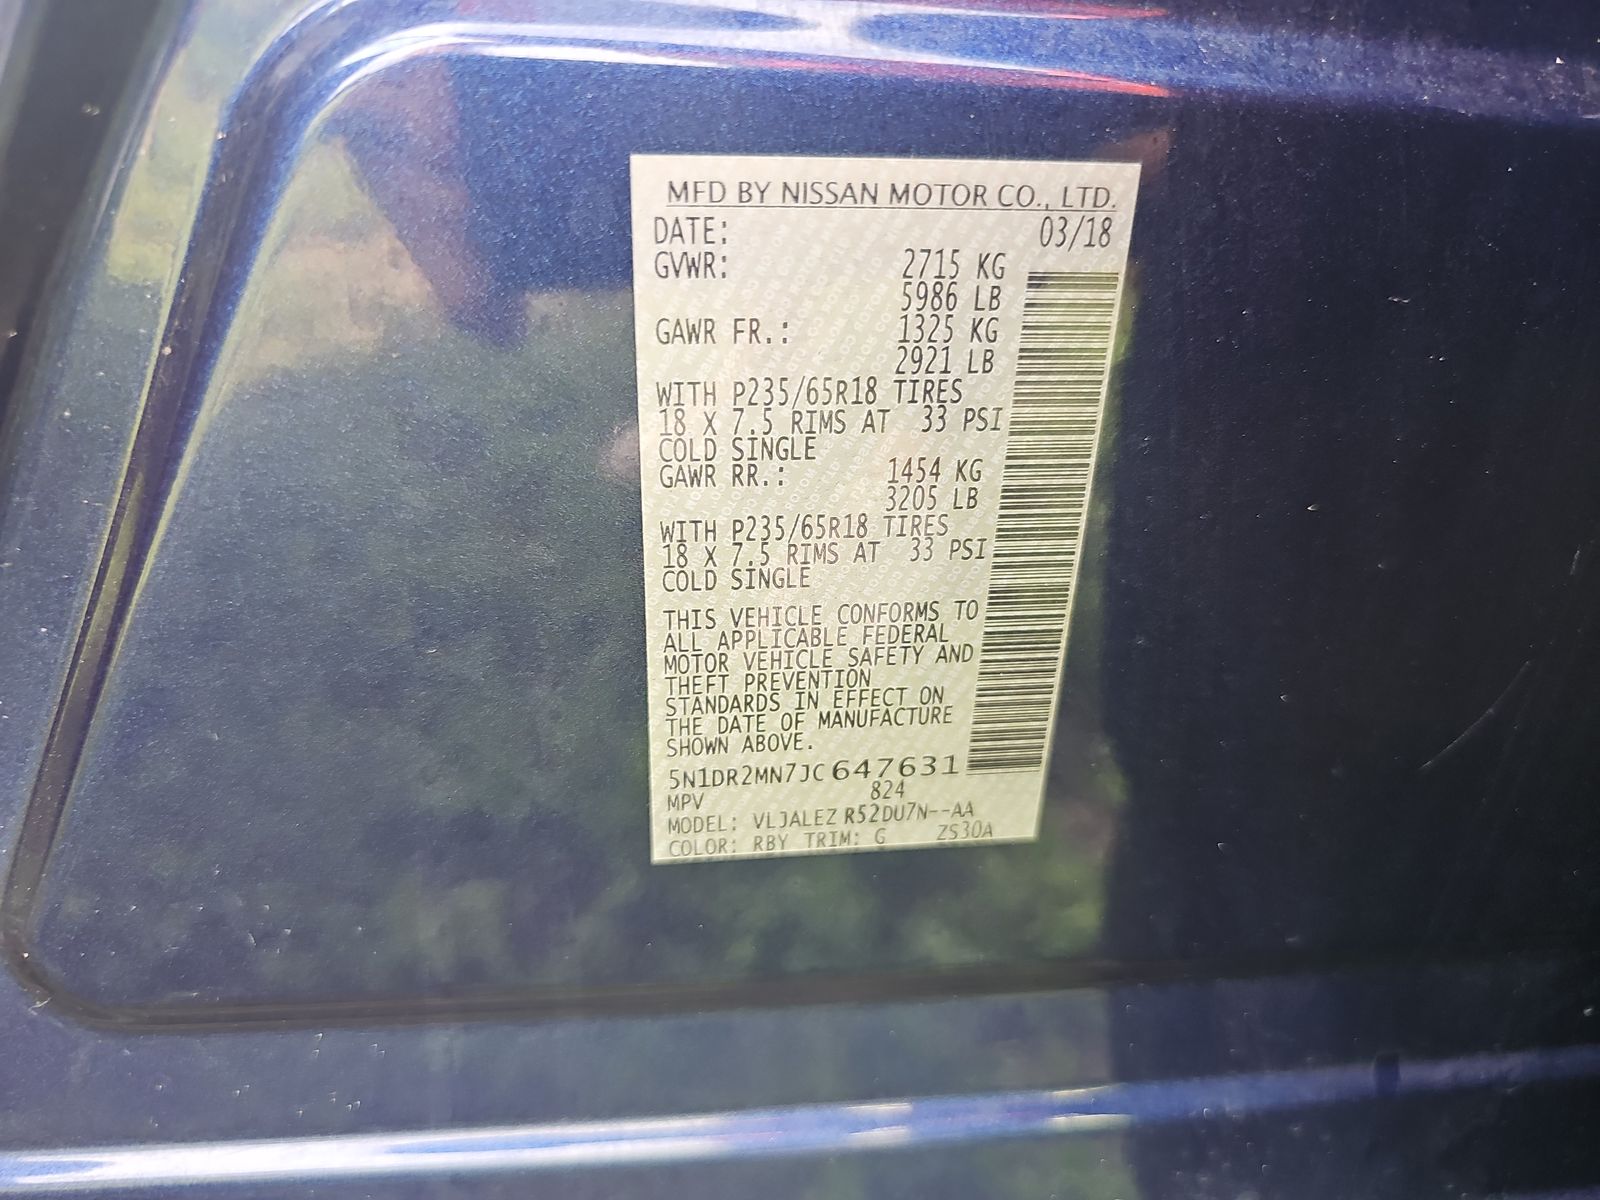 MFD BY NISSAN MOTOR CO., LTD.
DATE: 03/18
GVWR: 2715 KG
5986 LB
GAWR FR.: 1325 KG
2921 LB
WITH P235/65R18 TIRES
18 X 7.5 RIMS AT 33 PSI
COLD SINGLE
GAWR RR.: 1454 KG
3205 LB
WITH P235/65R18 TIRES
18 X 7.5 RIMS AT 33 PSI
COLD SINGLE
THIS VEHICLE CONFORMS TO
ALL APPLICABLE FEDERAL
MOTOR VEHICLE SAFETY AND
THEFT PREVENTION
STANDARDS IN EFFECT ON
THE DATE OF MANUFACTURE
SHOWN ABOVE.
5N1DR2MN7JC647631
MPV 824
MODEL: VLJALEZ R52DU7N--AA
COLOR: RBY TRIM: G ZS30A